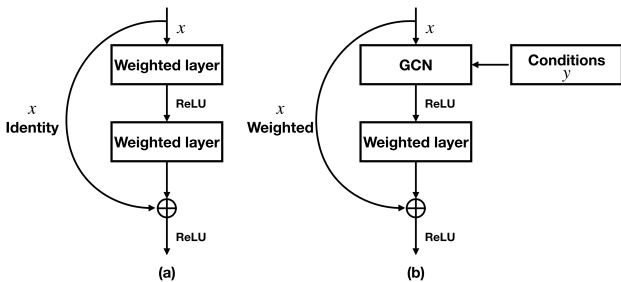 x
Weighted layer
ReLU
x
Identity
Weighted layer
ReLU
(a)
x
GCN
Conditions
y
ReLU
x
Weighted
Weighted layer
ReLU
(b)